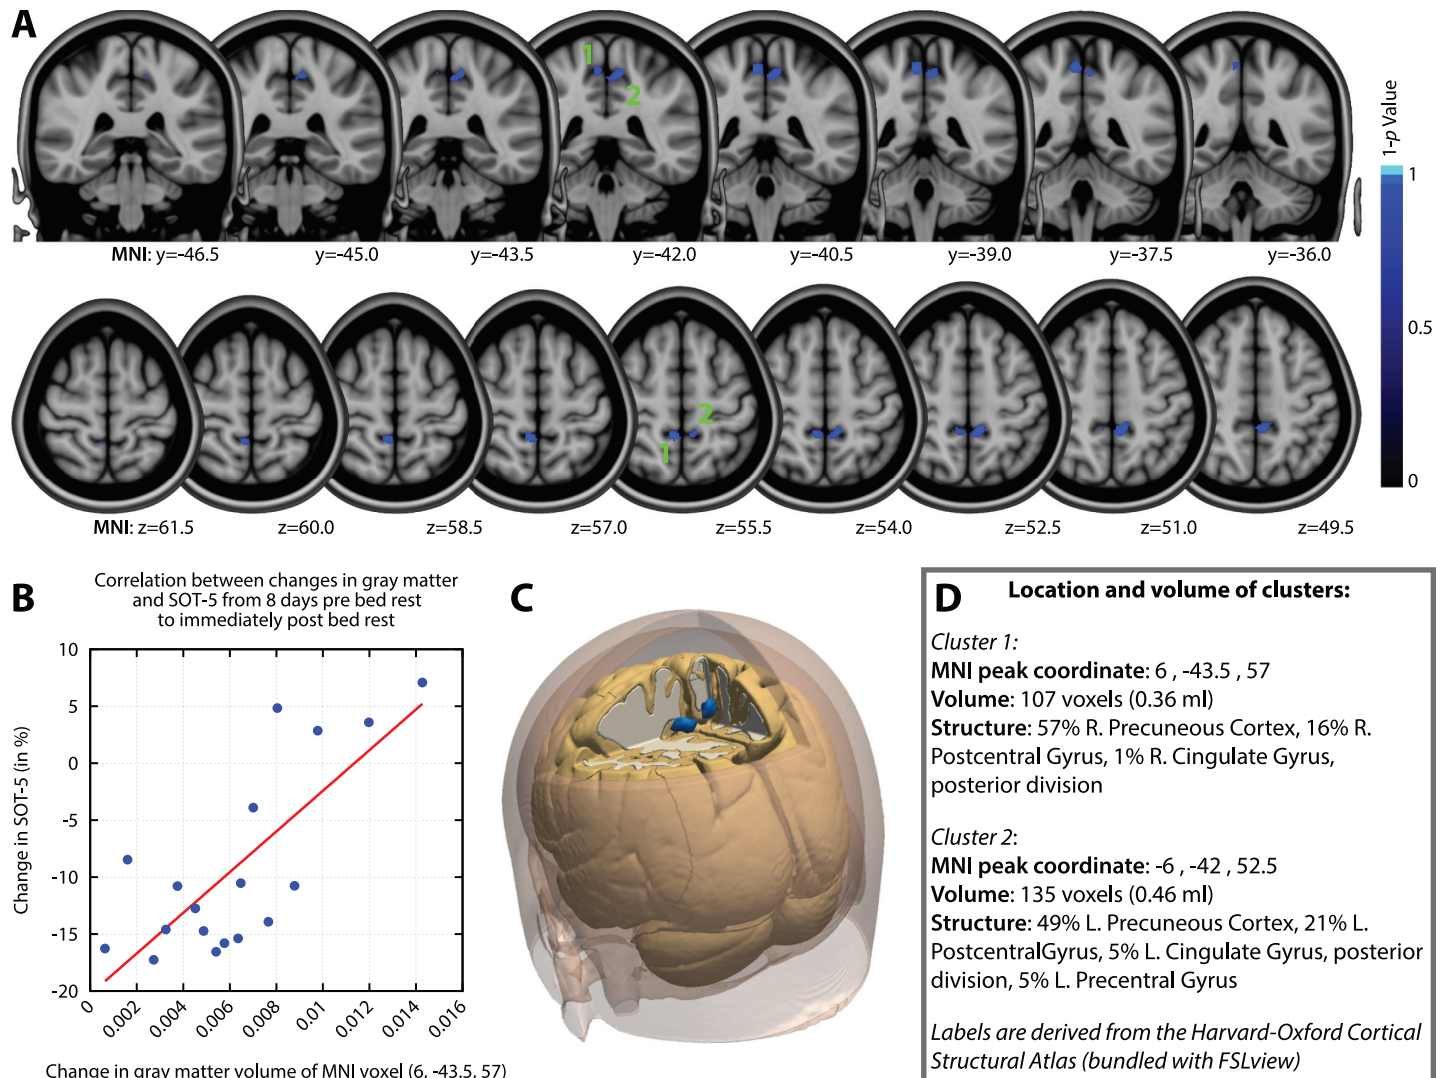 A
1
2
1-p Value
1
0.5
0
MNI: y=-46.5 y=-45.0 y=-43.5 y=-42.0 y=-40.5 y=-39.0 y=-37.5 y=-36.0
2
1
MNI: z=61.5 z=60.0 z=58.5 z=57.0 z=55.5 z=54.0 z=52.5 z=51.0 z=49.5
B
Correlation between changes in gray matter
and SOT-5 from 8 days pre bed rest
to immediately post bed rest
Change in SOT-5 (in %)
10
5
0
-5
-10
-15
-20
0 0.002 0.004 0.006 0.008 0.01 0.012 0.014 0.016
Change in gray matter volume of MNI voxel (6, -43.5, 57)
C
D
Location and volume of clusters:
Cluster 1:
MNI peak coordinate: 6 , -43.5 , 57
Volume: 107 voxels (0.36 ml)
Structure: 57% R. Precuneous Cortex, 16% R.
Postcentral Gyrus, 1% R. Cingulate Gyrus,
posterior division
Cluster 2:
MNI peak coordinate: -6 , -42 , 52.5
Volume: 135 voxels (0.46 ml)
Structure: 49% L. Precuneous Cortex, 21% L.
PostcentralGyrus, 5% L. Cingulate Gyrus, posterior
division, 5% L. Precentral Gyrus
Labels are derived from the Harvard-Oxford Cortical
Structural Atlas (bundled with FSLview)